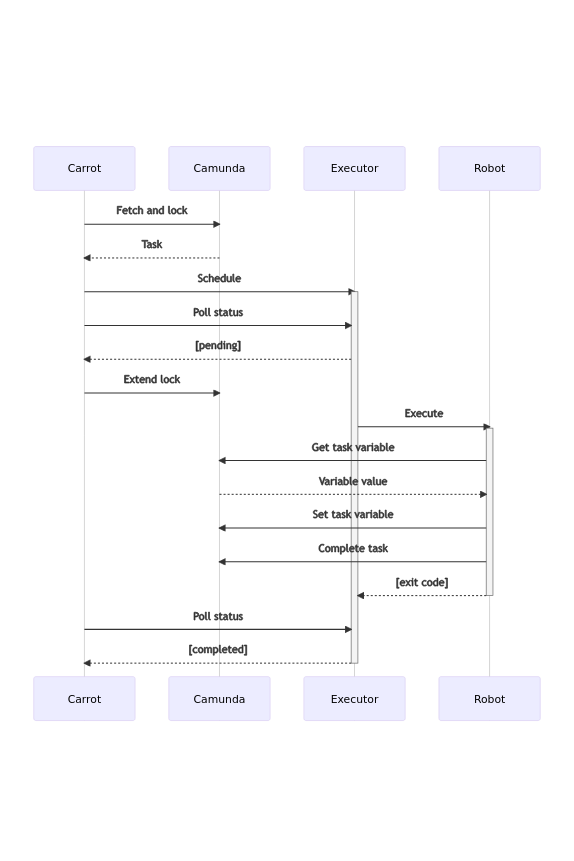 Carrot
Camunda
Executor
Robot
Fetch and lock
Task
Schedule
Poll status
[pending]
Extend lock
Execute
Get task variable
Variable value
Set task variable
Complete task
[exit code]
Poll status
[completed]
Carrot
Camunda
Executor
Robot